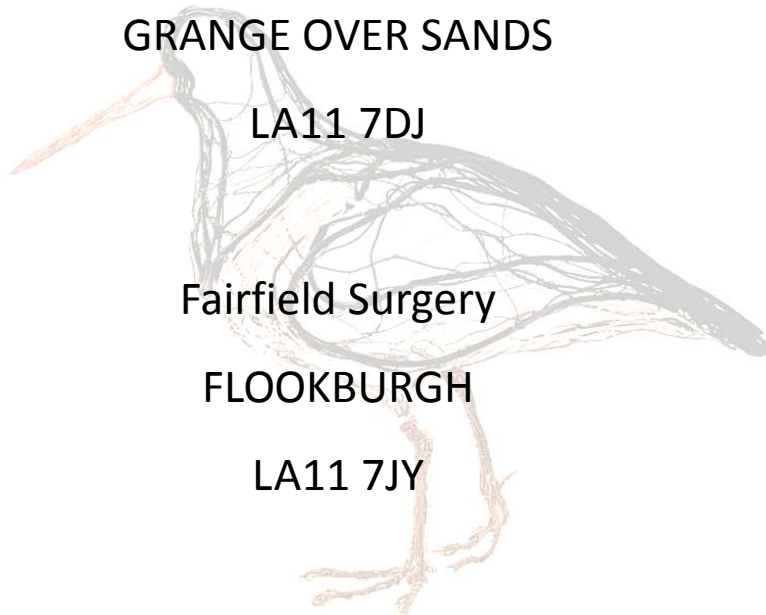 GRANGE OVER SANDS
LA11 7DJ
Fairfield Surgery
FLOOKBURGH
LA11 7JY